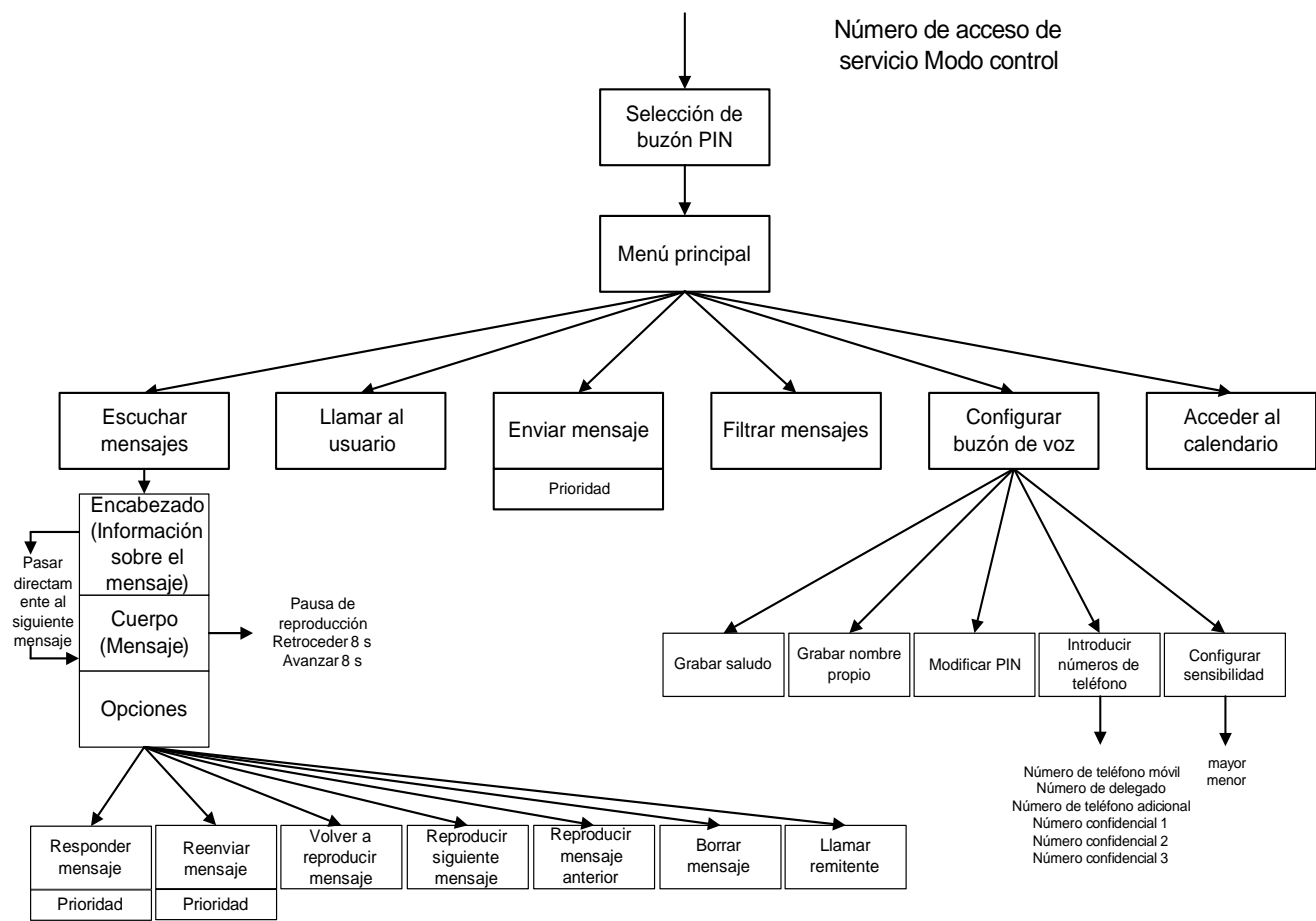 Número de acceso de
servicio Modo control
Selección de
buzón PIN
Menú principal
Escuchar
mensajes
Llamar al
usuario
Enviar mensaje
Prioridad
Filtrar mensajes
Configurar
buzón de voz
Acceder al
calendario
Encabezado
(Información
sobre el
mensaje)
Pasar
directam
ente al
siguiente
mensaje
Cuerpo
(Mensaje)
Pausa de
reproducción
Retroceder 8 s
Avanzar 8 s
Opciones
Grabar saludo
Grabar nombre
propio
Modificar PIN
Introducir
números de
teléfono
Configurar
sensibilidad
Número de teléfono móvil
Número de delegado
Número de teléfono adicional
Número confidencial 1
Número confidencial 2
Número confidencial 3
mayor
menor
Responder
mensaje
Prioridad
Reenviar
mensaje
Prioridad
Volver a
reproducir
mensaje
Reproducir
siguiente
mensaje
Reproducir
mensaje
anterior
Borrar
mensaje
Llamar
remitente